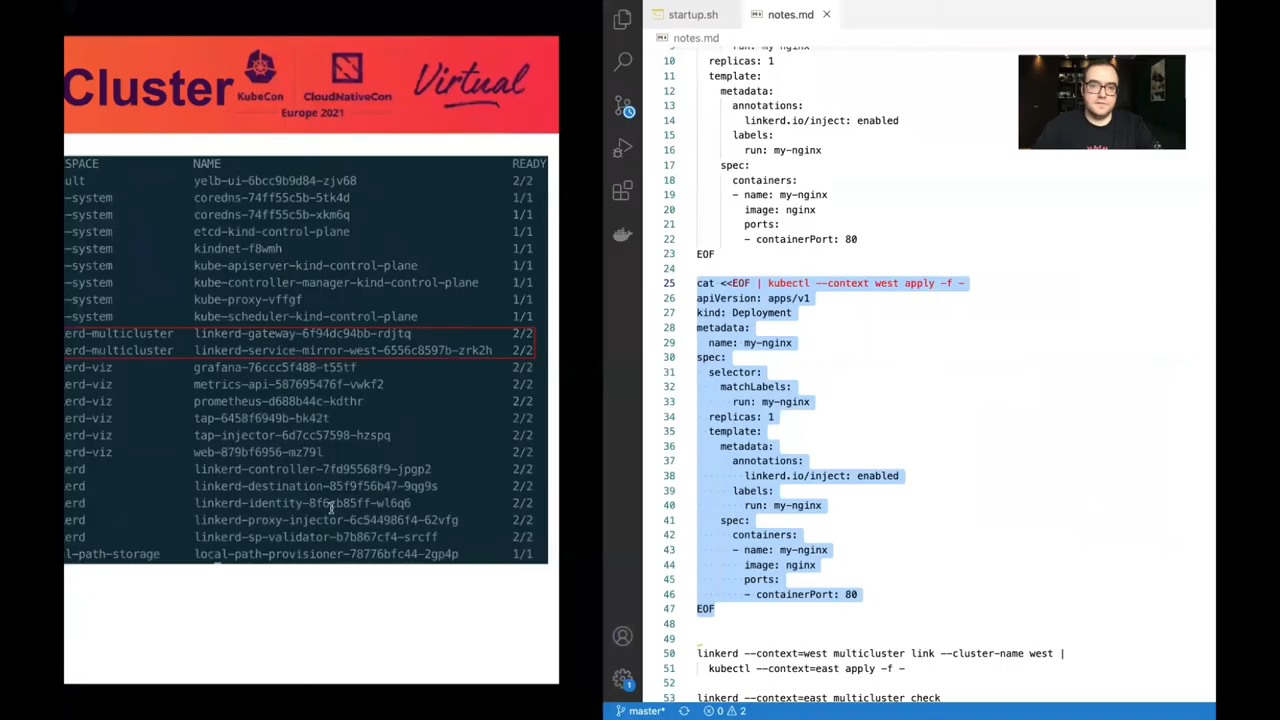 Cluster
KubeCon
CloudNativeCon
Europe 2021
Virtual
SPACE NAME READY
ult yelb-ui-6bcc9b9d84-zjv68 2/2
-system coredns-74ff55c5b-5tk4d 1/1
-system coredns-74ff55c5b-xkm6q 1/1
-system etcd-kind-control-plane 1/1
-system kindnet-f8wmh 1/1
-system kube-apiserver-kind-control-plane 1/1
-system kube-controller-manager-kind-control-plane 1/1
-system kube-proxy-vffgf 1/1
-system kube-scheduler-kind-control-plane 1/1
erd-multicluster linkerd-gateway-6f94dc94bb-rdjtq 2/2
erd-multicluster linkerd-service-mirror-west-6556c8597b-zrk2h 2/2
erd-viz grafana-76ccc5f488-t55tf 2/2
erd-viz metrics-api-587695476f-vwkf2 2/2
erd-viz prometheus-d688b44c-kdthr 2/2
erd-viz tap-6458f6949b-bk42t 2/2
erd-viz tap-injector-6d7cc57598-hzspq 2/2
erd-viz web-879bf6956-mz79l 2/2
erd linkerd-controller-7fd95568f9-jpgp2 2/2
erd linkerd-destination-85f9f56b47-9qg9s 2/2
erd 2/2
erd linkerd-proxy-injector-6c544986f4-62vfg 2/2
erd linkerd-sp-validator-b7b867cf4-srcff 2/2
l-path-storage local-path-provisioner-78776bfc44-2gp4p 1/1
startup.sh
notes.md
notes.md
9 run: my-nginx
10 replicas: 1
11 template:
12 metadata:
13 annotations:
14 linkerd.io/inject: enabled
15 labels:
16 run: my-nginx
17 spec:
18 containers:
19 - name: my-nginx
20 image: nginx
21 ports:
22 - containerPort: 80
23 EOF
24
25 cat <<EOF | kubectl --context west apply -f -
26 apiVersion: apps/v1
27 kind: Deployment
28 metadata:
29 name: my-nginx
30 spec:
31 selector:
32 matchLabels:
33 run: my-nginx
34 replicas: 1
35 template:
36 metadata:
37 annotations:
38 linkerd.io/inject: enabled
39 labels:
40 run: my-nginx
41 spec:
42 containers:
43 - name: my-nginx
44 image: nginx
45 ports:
46 - containerPort: 80
47 EOF
48
49
50 linkerd --context=west multicluster link --cluster-name west |
51 kubectl --context=east apply -f -
52
53 linkerd --context=east multicluster check
1
master* 0 2